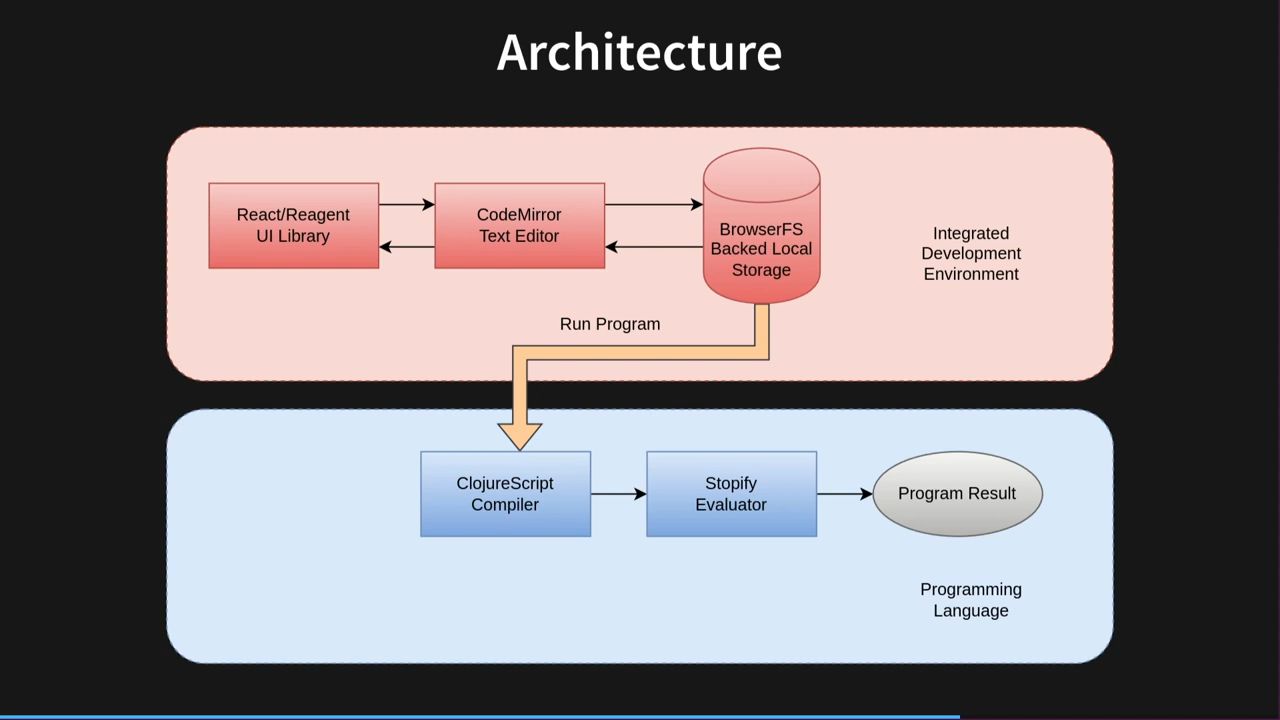 Architecture
React/Reagent
UI Library
CodeMirror
Text Editor
BrowserFS
Backed Local
Storage
Integrated
Development
Environment
Run Program
ClojureScript
Compiler
Stopify
Evaluator
Program Result
Programming
Language